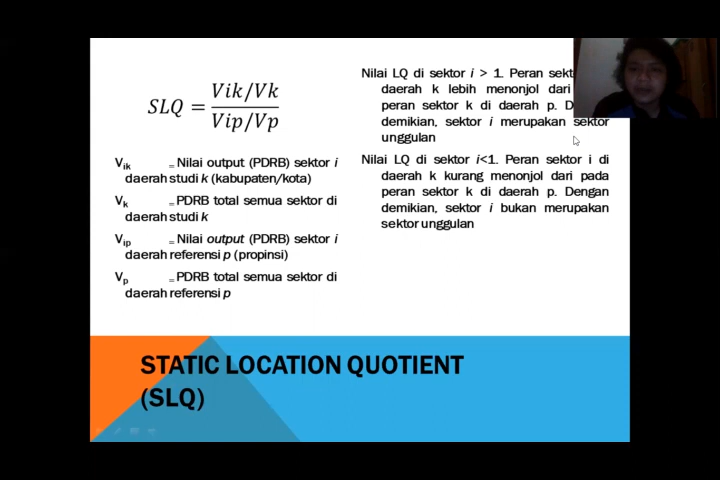 SLQ = Vik/Vk
Vip/Vp
Vik = Nilai output (PDRB) sektor i
daerah studi k (kabupaten/kota)
Vk = PDRB total semua sektor di
daerah studi k
Vip = Nilai output (PDRB) sektor i
daerah referensi p (propinsi)
Vp = PDRB total semua sektor di
daerah referensi p
Nilai LQ di sektor i > 1. Peran
daerah k lebih menonjol dari
peran sektor k di daerah p.
demikian, sektor i merupakan sektor
unggulan
Nilai LQ di sektor i<1. Peran sektor i di
daerah k kurang menonjol dari pada
peran sektor k di daerah p. Dengan
demikian, sektor i bukan merupakan
sektor unggulan
STATIC LOCATION QUOTIENT
(SLQ)